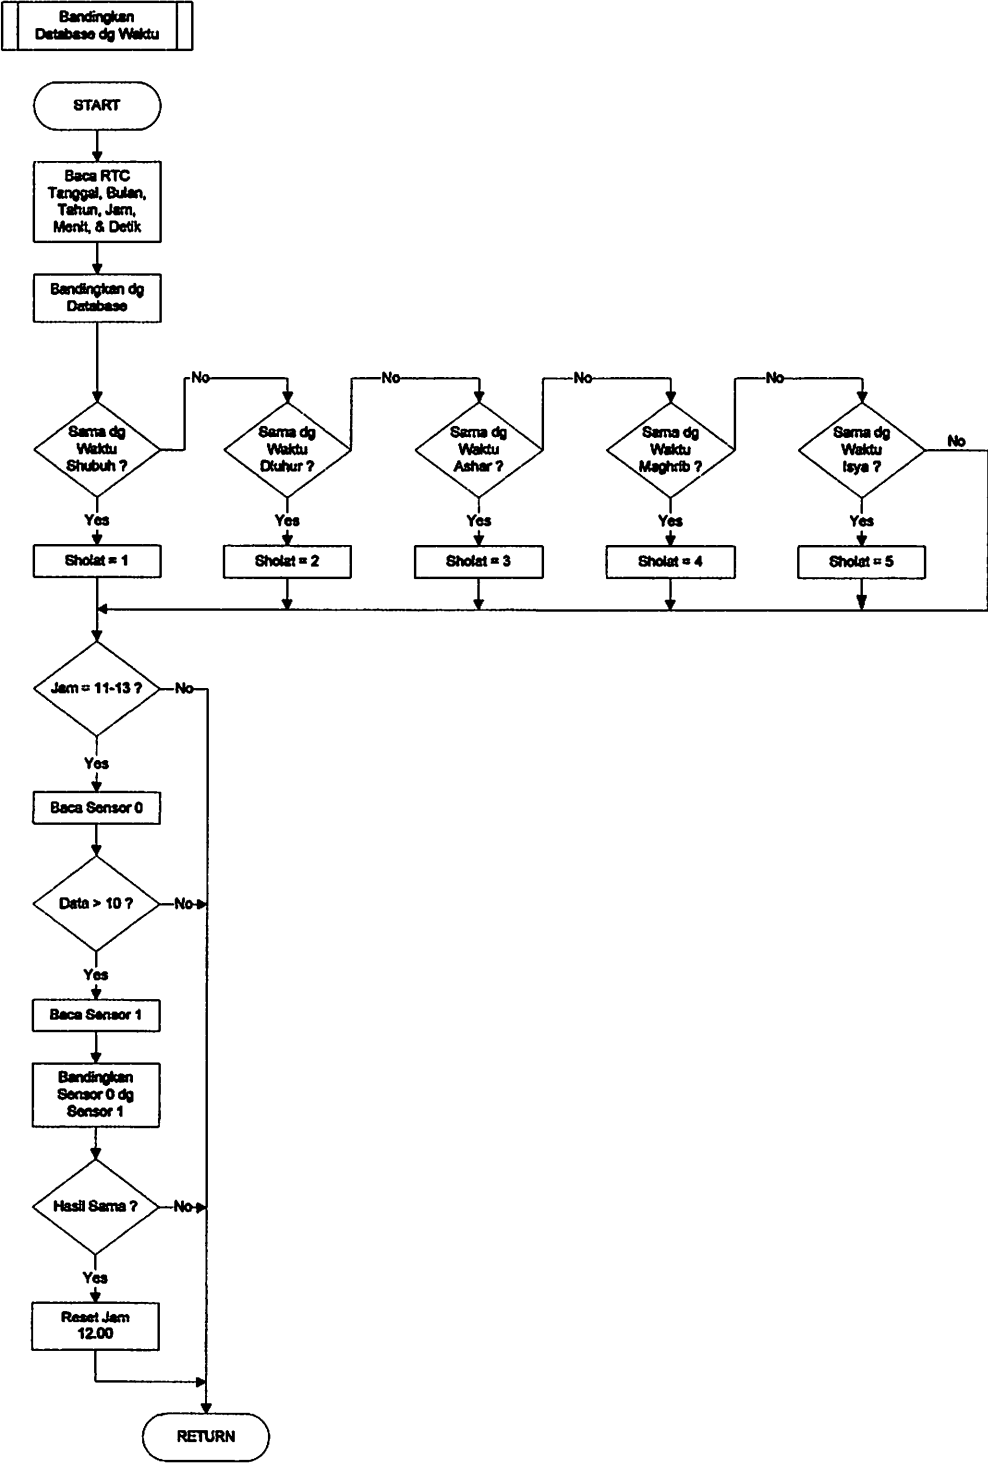 Bandingkan
Database dg Waktu
START
Baca RTC
Tanggal, Bulan,
Tahun, Jam,
Menit, & Detik
Bandingkan dg
Database
No
No
No
No
Sama dg
Waktu
Shubuh ?
Sama dg
Waktu
Dluhur ?
Sama dg
Waktu
Ashar ?
Sama dg
Waktu
Maghrib ?
Sama dg
Waktu
Isya ?
No
Yes
Yes
Yes
Yes
Yes
Sholat = 1
Sholat = 2
Sholat = 3
Sholat = 4
Sholat = 5
Jam = 11-13 ?
No
Yes
Baca Sensor 0
Data > 10 ?
No
Yes
Baca Sensor 1
Bandingkan
Sensor 0 dg
Sensor 1
Hasil Sama ?
No
Yes
Reset Jam
12.00
RETURN